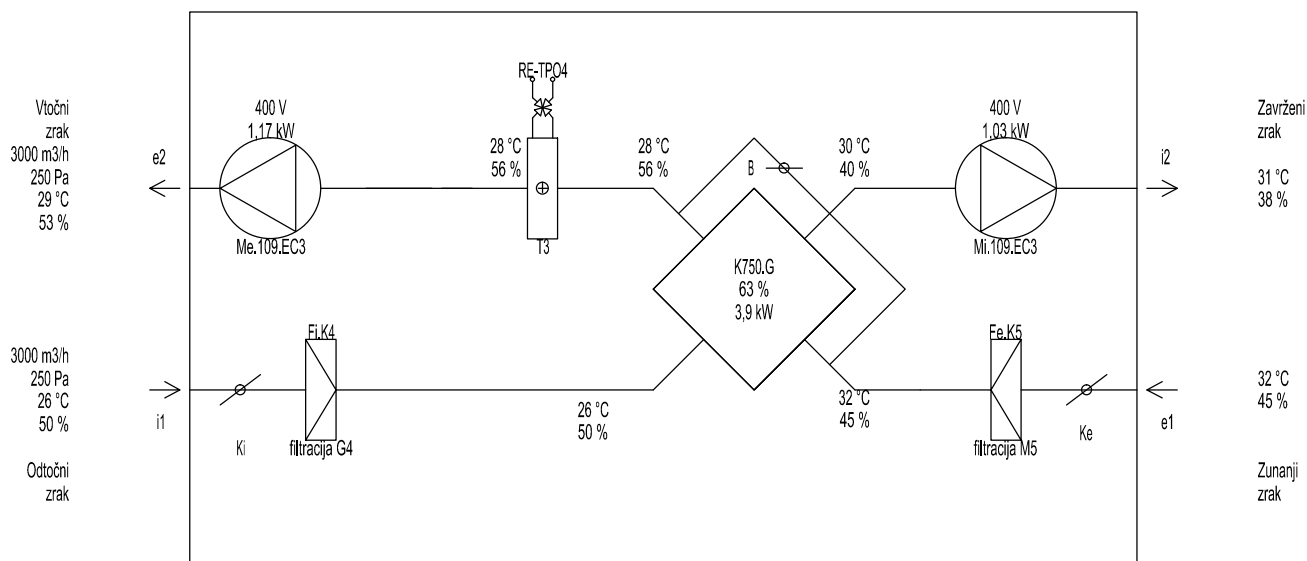 RE-TPO4
Vtočni
zrak
3000 m3/h
250 Pa
29 °C
53 %
e2
400 V
1,17 kW
Me.109.EC3
28 °C
56 %
T3
28 °C
56 %
B
30 °C
40 %
400 V
1,03 kW
Mi.109.EC3
i2
Zavrženi
zrak
31 °C
38 %
K750.G
63 %
3,9 kW
3000 m3/h
250 Pa
26 °C
50 %
i1
Ki
Fi.K4
filtracija G4
26 °C
50 %
32 °C
45 %
Fe.K5
filtracija M5
Ke
e1
32 °C
45 %
Odtočni
zrak
Zunanji
zrak